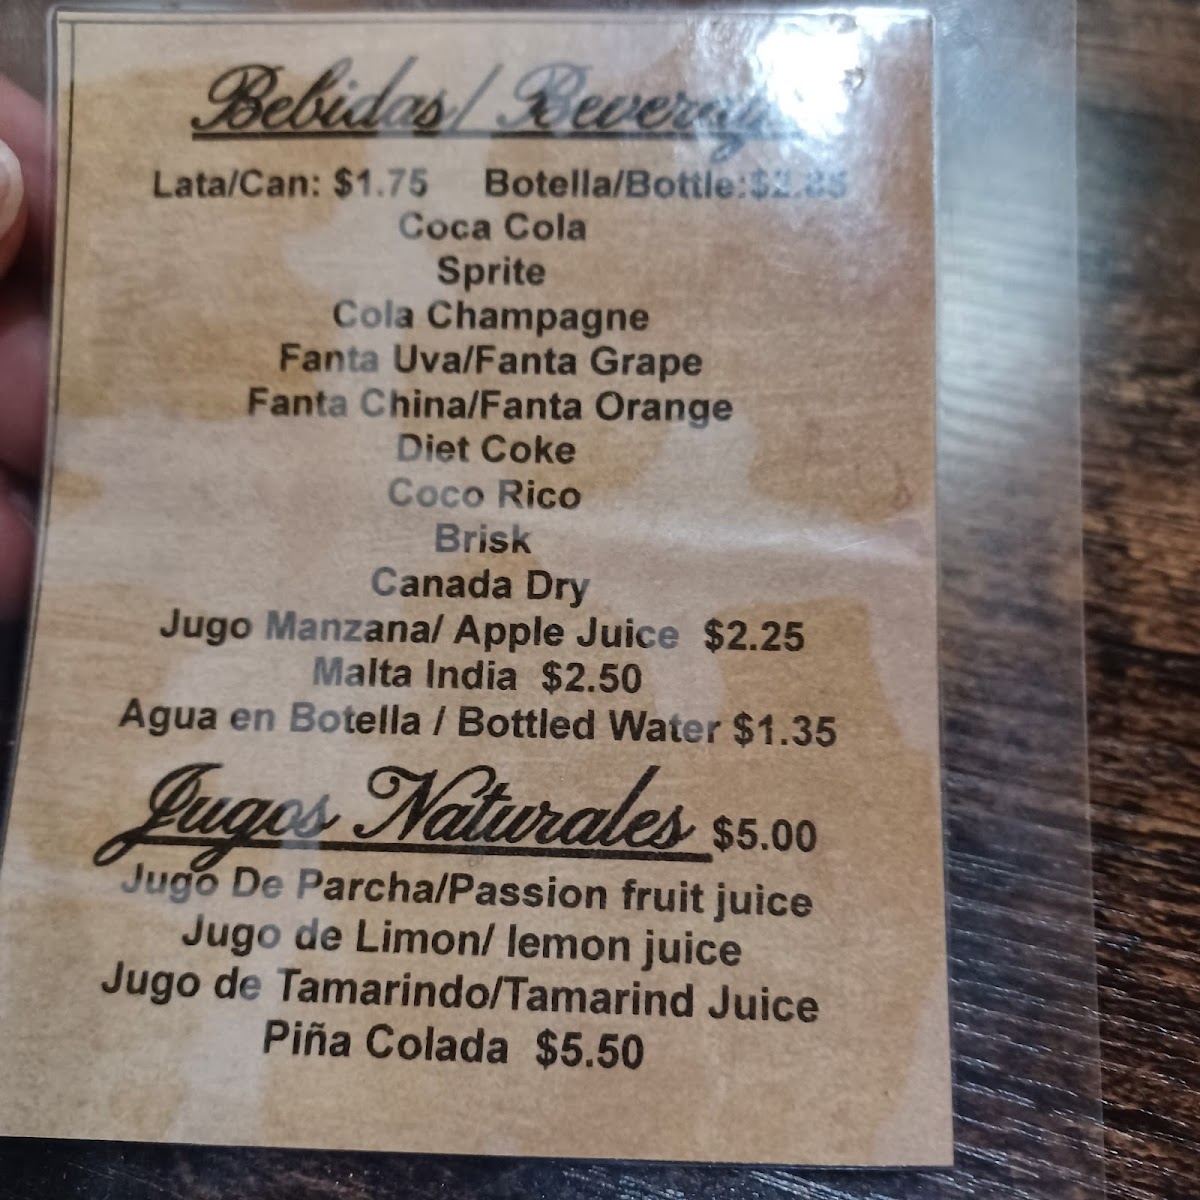 Bebidas/ Beverag
Lata/Can: $1.75 Botella/Bottle:
Coca Cola
Sprite
Cola Champagne
Fanta Uva/Fanta Grape
Fanta China/Fanta Orange
Diet Coke
Coco Rico
Brisk
Canada Dry
Jugo Manzana/ Apple Juice $2.25
Malta India $2.50
Agua en Botella / Bottled Water $1.35
Jugos Naturales $5.00
Jugo De Parcha/Passion fruit juice
Jugo de Limon/ lemon juice
Jugo de Tamarindo/Tamarind Juice
Piña Colada $5.50